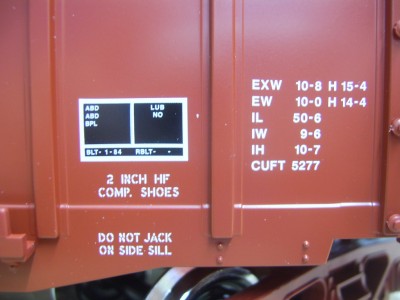 ABD LUB
ABD NO
BPL
BLT- 1-84 RBLT- -
2 INCH HF
COMP. SHOES
DO NOT JACK
ON SIDE SILL
EXW 10-8 H 15-4
EW 10-0 H 14-4
IL 50-6
IW 9-6
IH 10-7
CUFT 5277